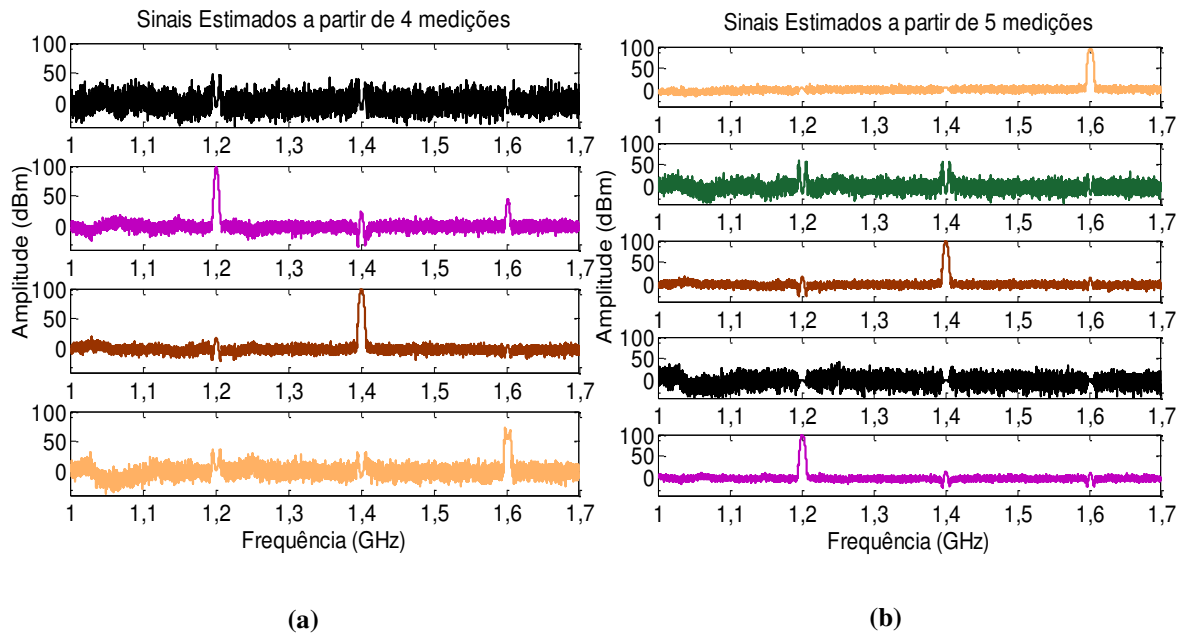 Sinais Estimados a partir de 4 medições
100
50
0
1 1,1 1,2 1,3 1,4 1,5 1,6 1,7
100
50
0
1 1,1 1,2 1,3 1,4 1,5 1,6 1,7
100
50
0
1 1,1 1,2 1,3 1,4 1,5 1,6 1,7
100
50
0
1 1,1 1,2 1,3 1,4 1,5 1,6 1,7
Amplitude (dBm)
Frequência (GHz)
(a)
Sinais Estimados a partir de 5 medições
100
50
0
1 1,1 1,2 1,3 1,4 1,5 1,6 1,7
100
50
0
1 1,1 1,2 1,3 1,4 1,5 1,6 1,7
100
50
0
1 1,1 1,2 1,3 1,4 1,5 1,6 1,7
100
50
0
1 1,1 1,2 1,3 1,4 1,5 1,6 1,7
100
50
0
1 1,1 1,2 1,3 1,4 1,5 1,6 1,7
Amplitude (dBm)
Frequência (GHz)
(b)